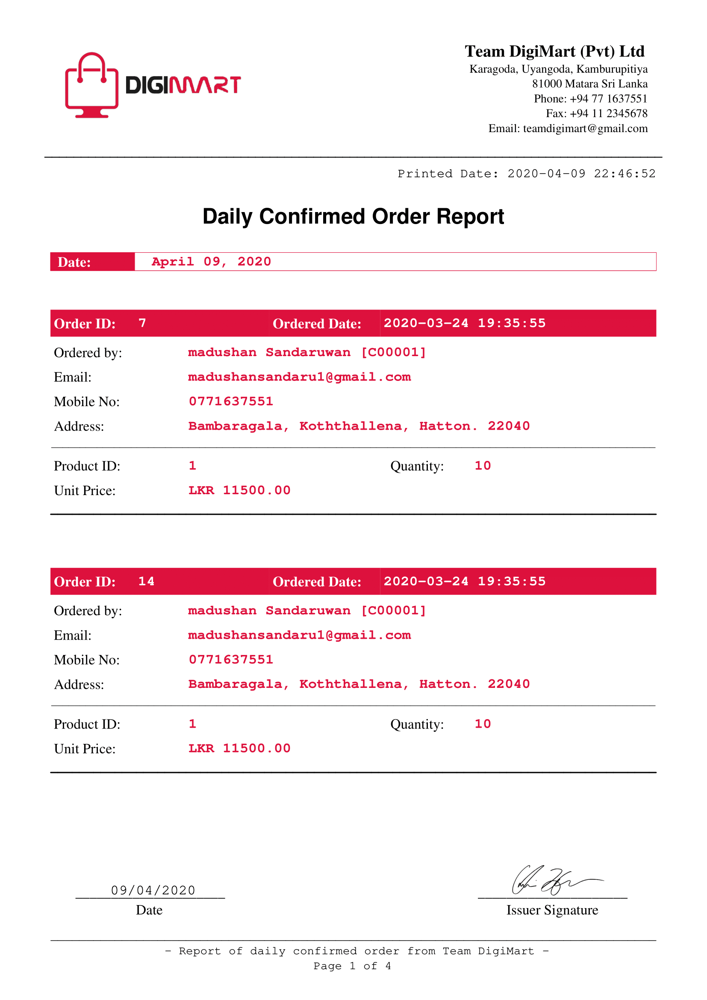 DIGIMART
Team DigiMart (Pvt) Ltd
Karagoda, Uyangoda, Kamburupitiya
81000 Matara Sri Lanka
Phone: +94 77 1637551
Fax: +94 11 2345678
Email: teamdigimart@gmail.com
Printed Date: 2020-04-09 22:46:52
Daily Confirmed Order Report
Date: April 09, 2020
Order ID: 7 Ordered Date: 2020-03-24 19:35:55
Ordered by: madushan Sandaruwan [C00001]
Email: madushansandaru1@gmail.com
Mobile No: 0771637551
Address: Bambaragala, Koththallena, Hatton. 22040
Product ID: 1 Quantity: 10
Unit Price: LKR 11500.00
Order ID: 14 Ordered Date: 2020-03-24 19:35:55
Ordered by: madushan Sandaruwan [C00001]
Email: madushansandaru1@gmail.com
Mobile No: 0771637551
Address: Bambaragala, Koththallena, Hatton. 22040
Product ID: 1 Quantity: 10
Unit Price: LKR 11500.00
09/04/2020
Date Issuer Signature
- Report of daily confirmed order from Team DigiMart -
Page 1 of 4